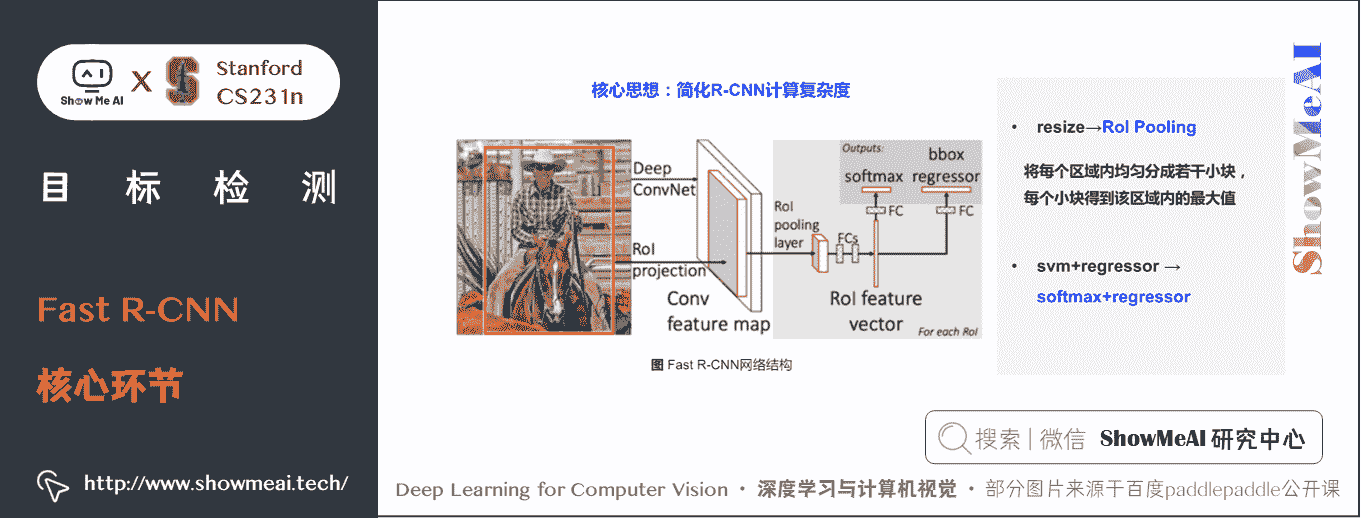 Show Me AI
X
Stanford
CS231n
目标检测
Fast R-CNN
核心环节
http://www.showmeai.tech/
核心思想：简化R-CNN计算复杂度
Deep
ConvNet
RoI
projection
Conv
feature map
RoI
pooling
layer
FCs
Outputs:
softmax
bbox
regressor
FC
FC
RoI feature
vector
For each RoI
图 Fast R-CNN网络结构
• resize→RoI Pooling
将每个区域内均匀分成若干小块，
每个小块得到该区域内的最大值
• svm+regressor →
softmax+regressor
ShowMeAI
搜索 | 微信 ShowMeAI 研究中心
Deep Learning for Computer Vision · 深度学习与计算机视觉 · 部分图片来源于百度paddlepaddle公开课